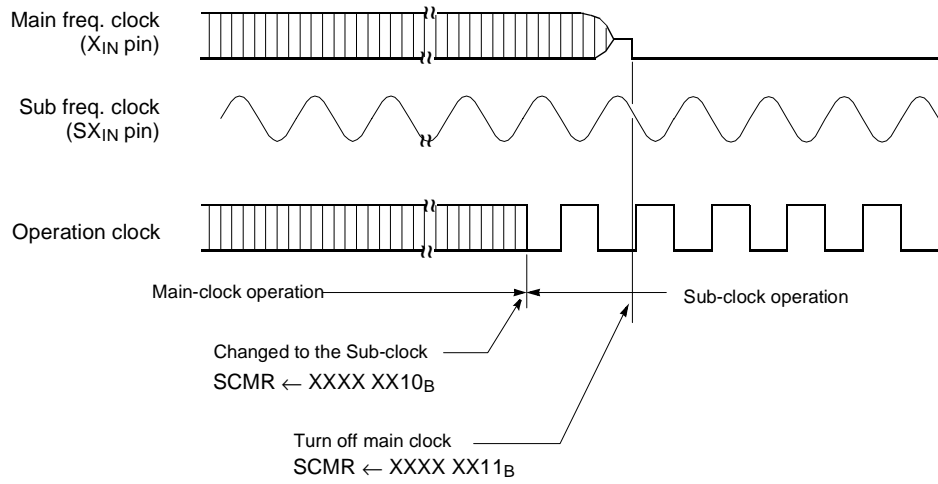 Main freq. clock
(XIN pin)
Sub freq. clock
(SXIN pin)
Operation clock
Main-clock operation
Sub-clock operation
Changed to the Sub-clock
SCMR ← XXXX XX10B
Turn off main clock
SCMR ← XXXX XX11B